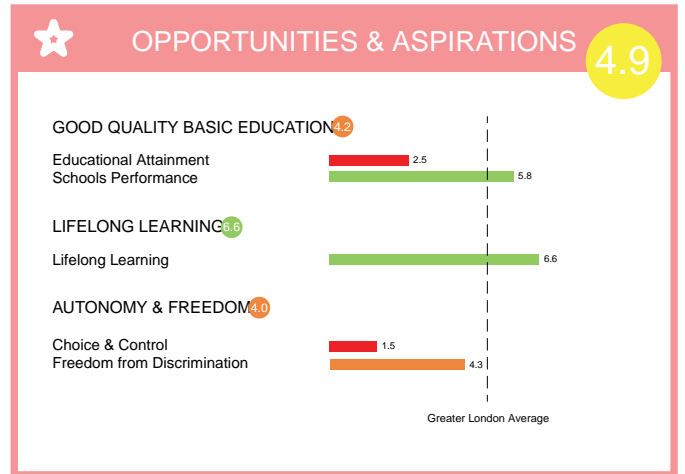 OPPORTUNITIES & ASPIRATIONS 4.9
GOOD QUALITY BASIC EDUCATION 4.2
Educational Attainment 2.5
Schools Performance 5.8
LIFELONG LEARNING 6.6
Lifelong Learning 6.6
AUTONOMY & FREEDOM 4.0
Choice & Control 1.5
Freedom from Discrimination 4.3
Greater London Average